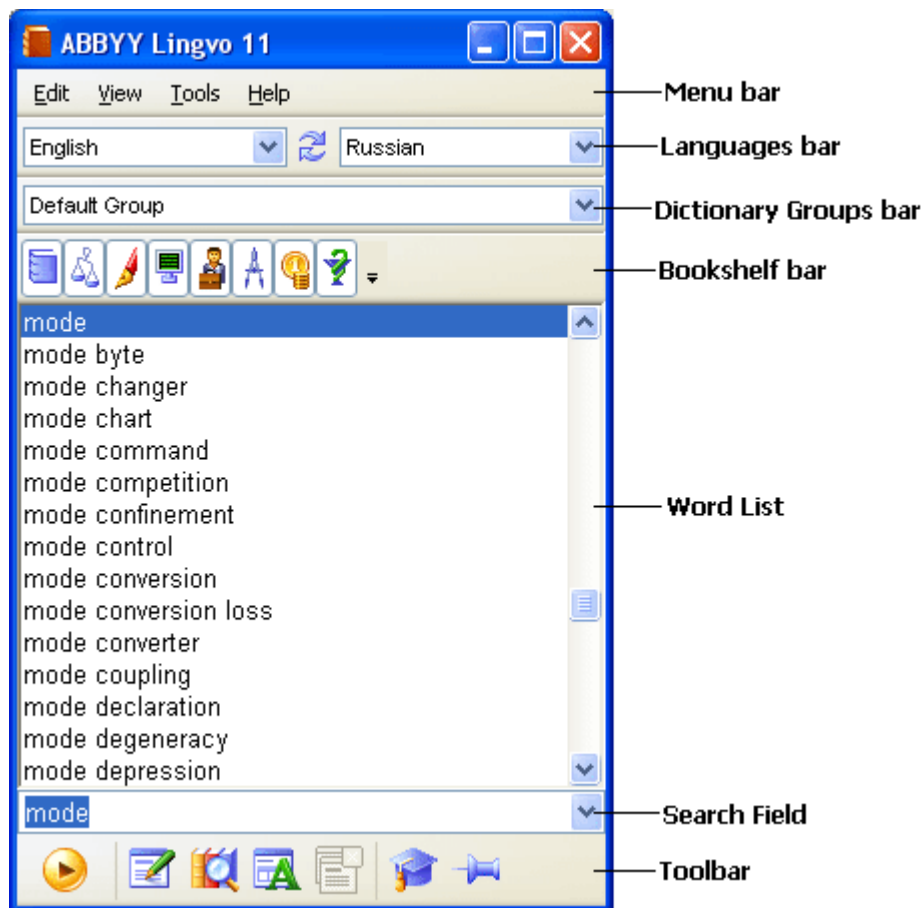 ABBYY Lingvo 11
Edit View Tools Help
Menu bar
English Russian
Languages bar
Default Group
Dictionary Groups bar
Bookshelf bar
mode
mode byte
mode changer
mode chart
mode command
mode competition
mode confinement
mode control
mode conversion
mode conversion loss
mode converter
mode coupling
mode declaration
mode degeneracy
mode depression
Word List
mode
Search Field
Toolbar